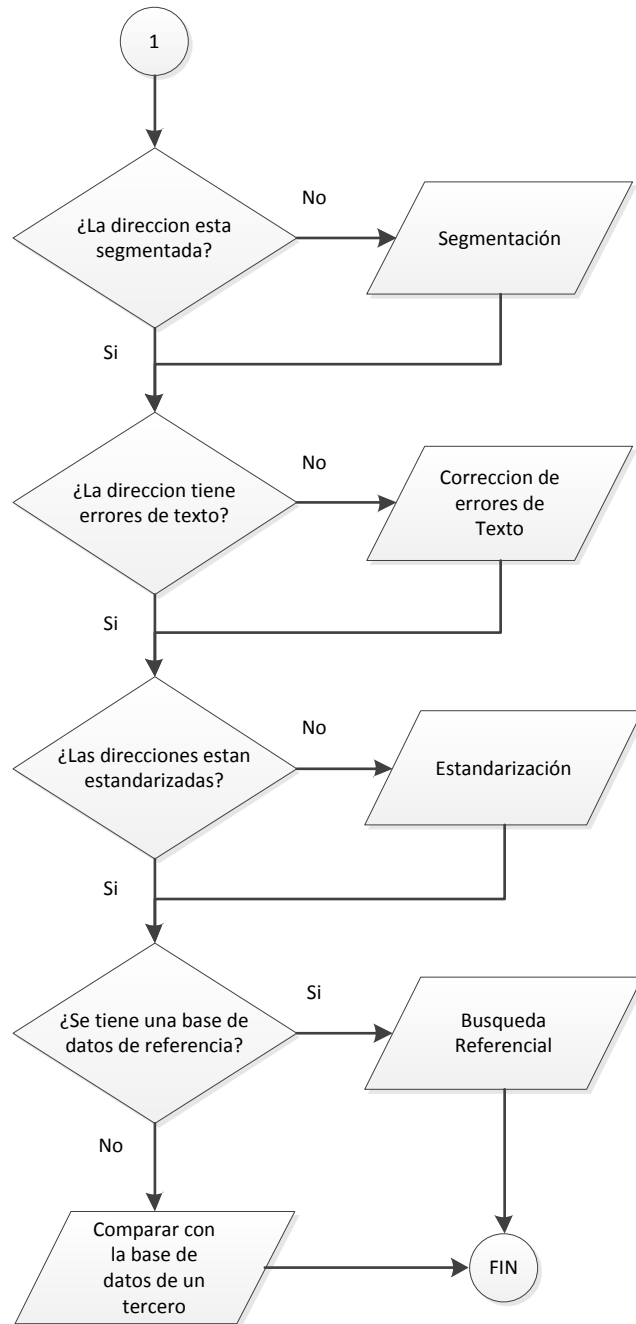 1
¿La direccion esta
segmentada?
No
Segmentación
Si
¿La direccion tiene
errores de texto?
No
Correccion de
errores de
Texto
Si
¿Las direcciones estan
estandarizadas?
No
Estandarización
Si
¿Se tiene una base de
datos de referencia?
Si
Busqueda
Referencial
No
Comparar con
la base de
datos de un
tercero
FIN